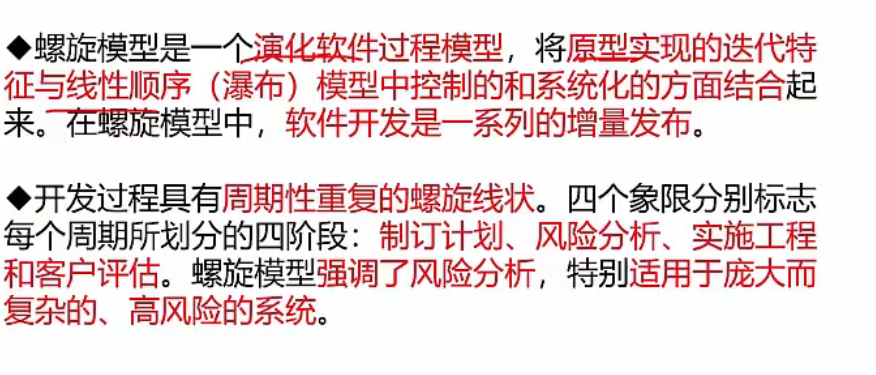 ◆螺旋模型是一个演化软件过程模型，将原型实现的迭代特
征与线性顺序（瀑布）模型中控制的和系统化的方面结合起
来。在螺旋模型中，软件开发是一系列的增量发布。
◆开发过程具有周期性重复的螺旋线状。四个象限分别标志
每个周期所划分的四阶段：制订计划、风险分析、实施工程
和客户评估。螺旋模型强调了风险分析，特别适用于庞大而
复杂的、高风险的系统。